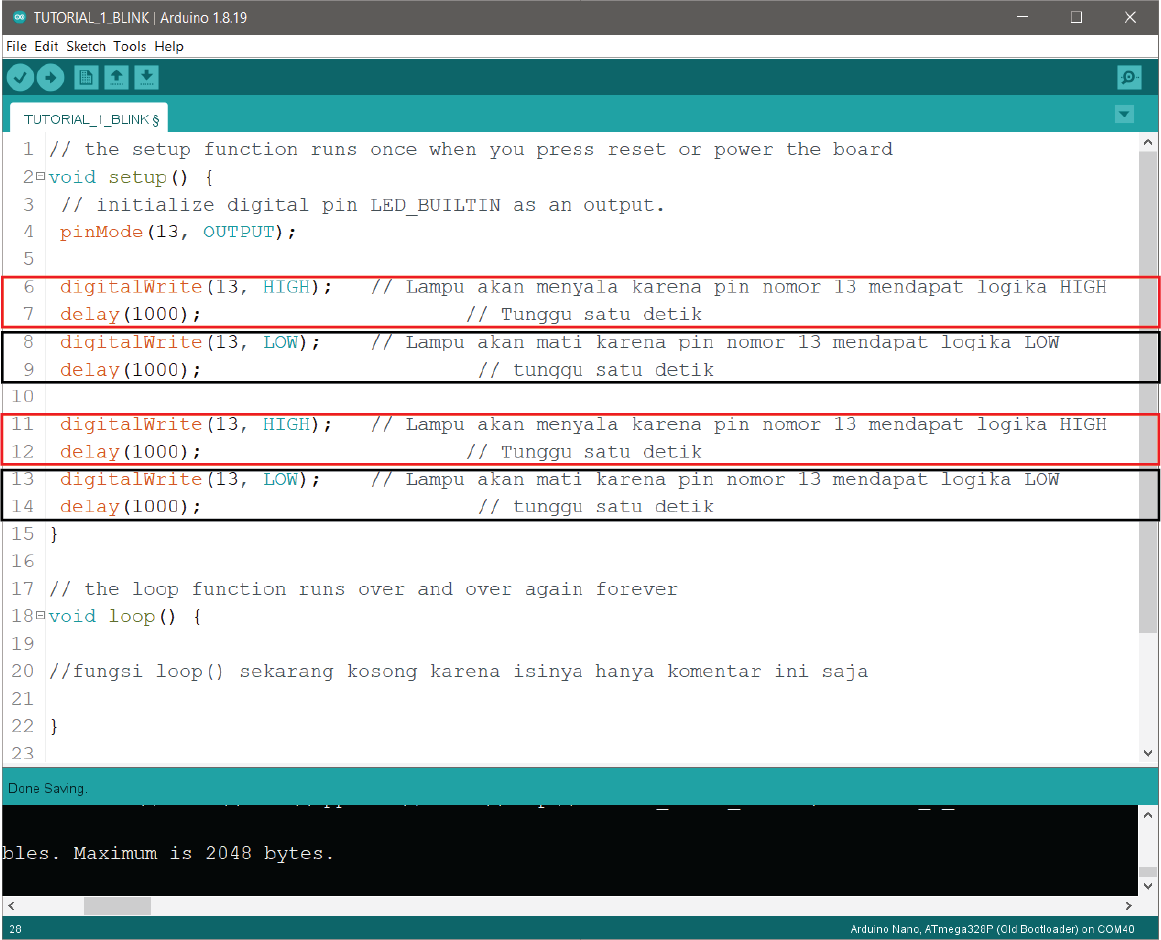 TUTORIAL_1_BLINK | Arduino 1.8.19
File Edit Sketch Tools Help
TUTORIAL_1_BLINK §
1 // the setup function runs once when you press reset or power the board
2 void setup() {
3 // initialize digital pin LED_BUILTIN as an output.
4 pinMode(13, OUTPUT);
5
6 digitalWrite(13, HIGH); // Lampu akan menyala karena pin nomor 13 mendapat logika HIGH
7 delay(1000); // Tunggu satu detik
8 digitalWrite(13, LOW); // Lampu akan mati karena pin nomor 13 mendapat logika LOW
9 delay(1000); // tunggu satu detik
10
11 digitalWrite(13, HIGH); // Lampu akan menyala karena pin nomor 13 mendapat logika HIGH
12 delay(1000); // Tunggu satu detik
13 digitalWrite(13, LOW); // Lampu akan mati karena pin nomor 13 mendapat logika LOW
14 delay(1000); // tunggu satu detik
15 }
16
17 // the loop function runs over and over again forever
18 void loop() {
19
20 //fungsi loop() sekarang kosong karena isinya hanya komentar ini saja
21
22 }
23
Done Saving.
bles. Maximum is 2048 bytes.
28 Arduino Nano, ATmega328P (Old Bootloader) on COM40